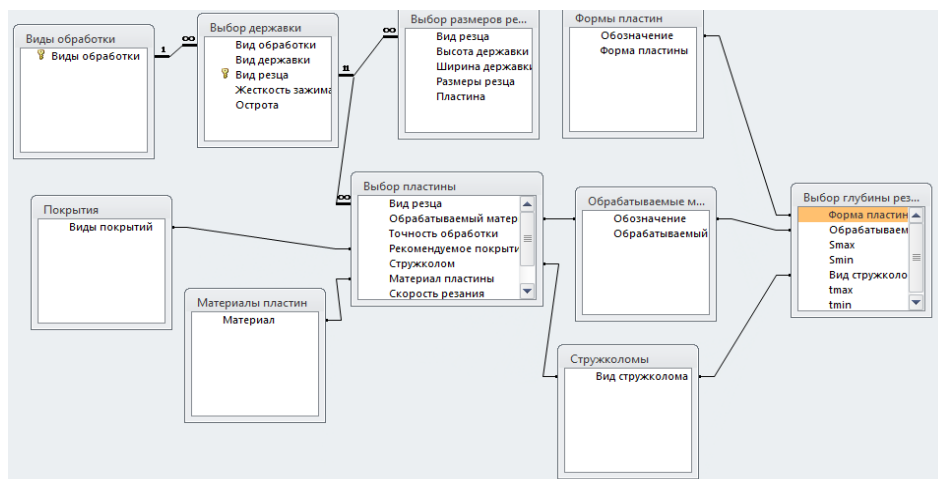 Виды обработки
Виды обработки
1
∞
Выбор державки
Вид обработки
Вид державки
Вид резца
Жесткость зажима
Острота
∞
11
Выбор размеров ре...
Вид резца
Высота державки
Ширина державки
Размеры резца
Пластина
Формы пластин
Обозначение
Форма пластины
Покрытия
Виды покрытий
Материалы пластин
Материал
∞
Выбор пластины
Вид резца
Обрабатываемый матер
Точность обработки
Рекомендуемое покрыти
Стружколом
Материал пластины
Скорость резания
Обрабатываемые м...
Обозначение
Обрабатываемый
Стружколомы
Вид стружколома
Выбор глубины рез...
Форма пластин
Обрабатываем
Smax
Smin
Вид стружколо
tmax
tmin